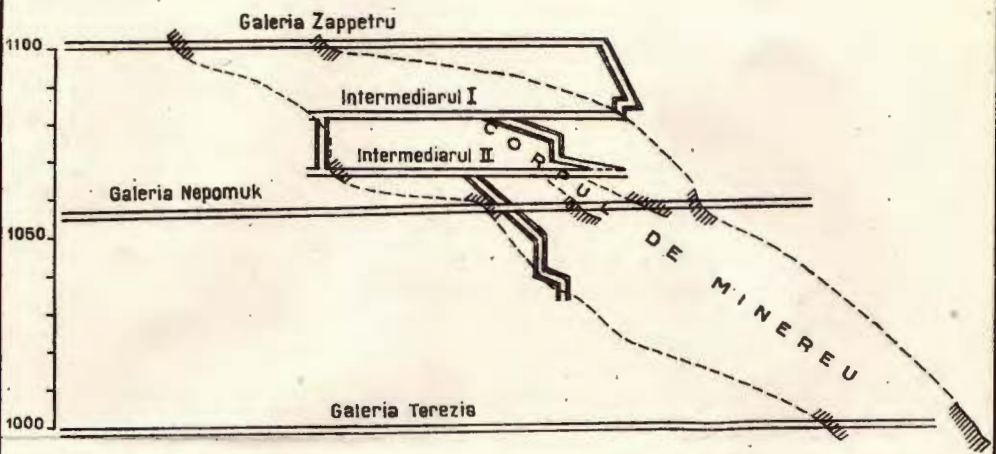 Galeria Zappetru
1100
Intermediarul I
Intermediarul II
CORPUL DE MINEREU
Galeria Nepomuk
1050
Galeria Terezia
1000